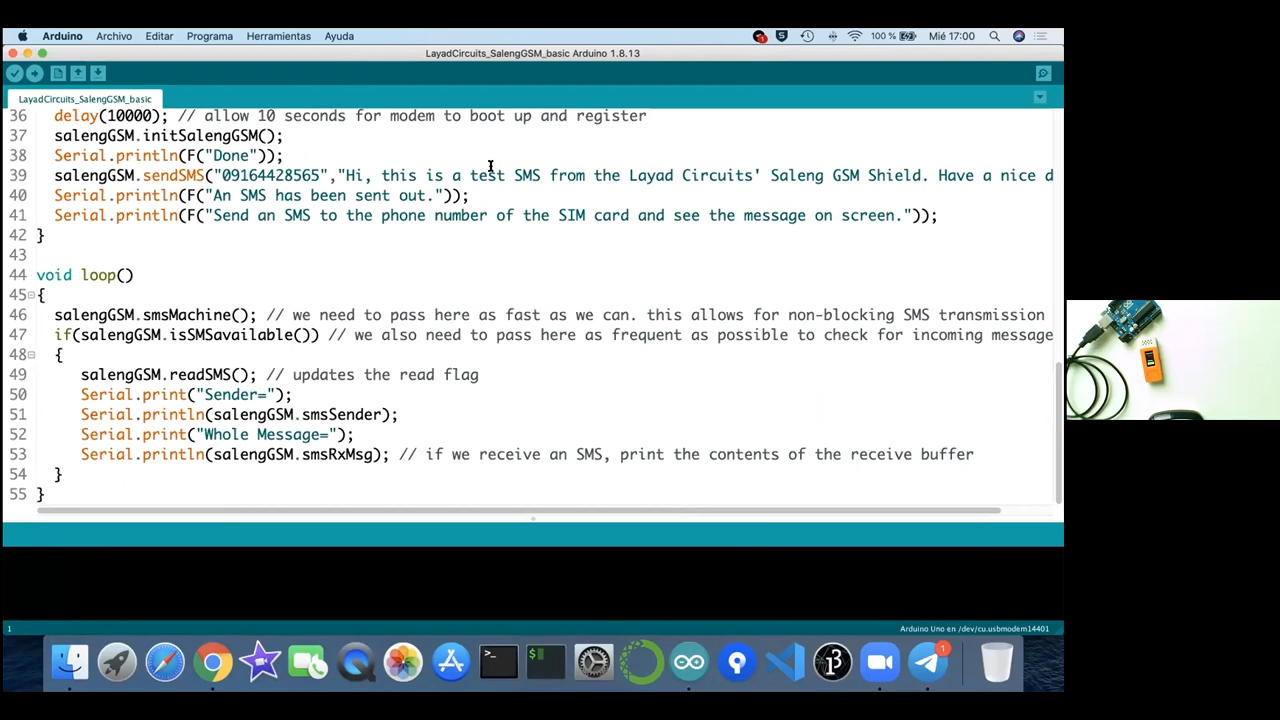 Arduino Archivo Editar Programa Herramientas Ayuda 1 S 100 % Mié 17:00
LayadCircuits_SalengGSM_basic Arduino 1.8.13
LayadCircuits_SalengGSM_basic
36 delay(10000); // allow 10 seconds for modem to boot up and register
37 salengGSM.initSalengGSM();
38 Serial.println(F("Done"));
39 salengGSM.sendSMS("09164428565","Hi, this is a test SMS from the Layad Circuits' Saleng GSM Shield. Have a nice d
40 Serial.println(F("An SMS has been sent out."));
41 Serial.println(F("Send an SMS to the phone number of the SIM card and see the message on screen."));
42 }
43
44 void loop()
45 {
46 salengGSM.smsMachine(); // we need to pass here as fast as we can. this allows for non-blocking SMS transmission
47 if(salengGSM.isSMSavailable()) // we also need to pass here as frequent as possible to check for incoming message
48 {
49 salengGSM.readSMS(); // updates the read flag
50 Serial.print("Sender=");
51 Serial.println(salengGSM.smsSender);
52 Serial.print("Whole Message=");
53 Serial.println(salengGSM.smsRxMsg); // if we receive an SMS, print the contents of the receive buffer
54 }
55 }
1 Arduino Uno en /dev/cu.usbmodem14401
>_ $ 1